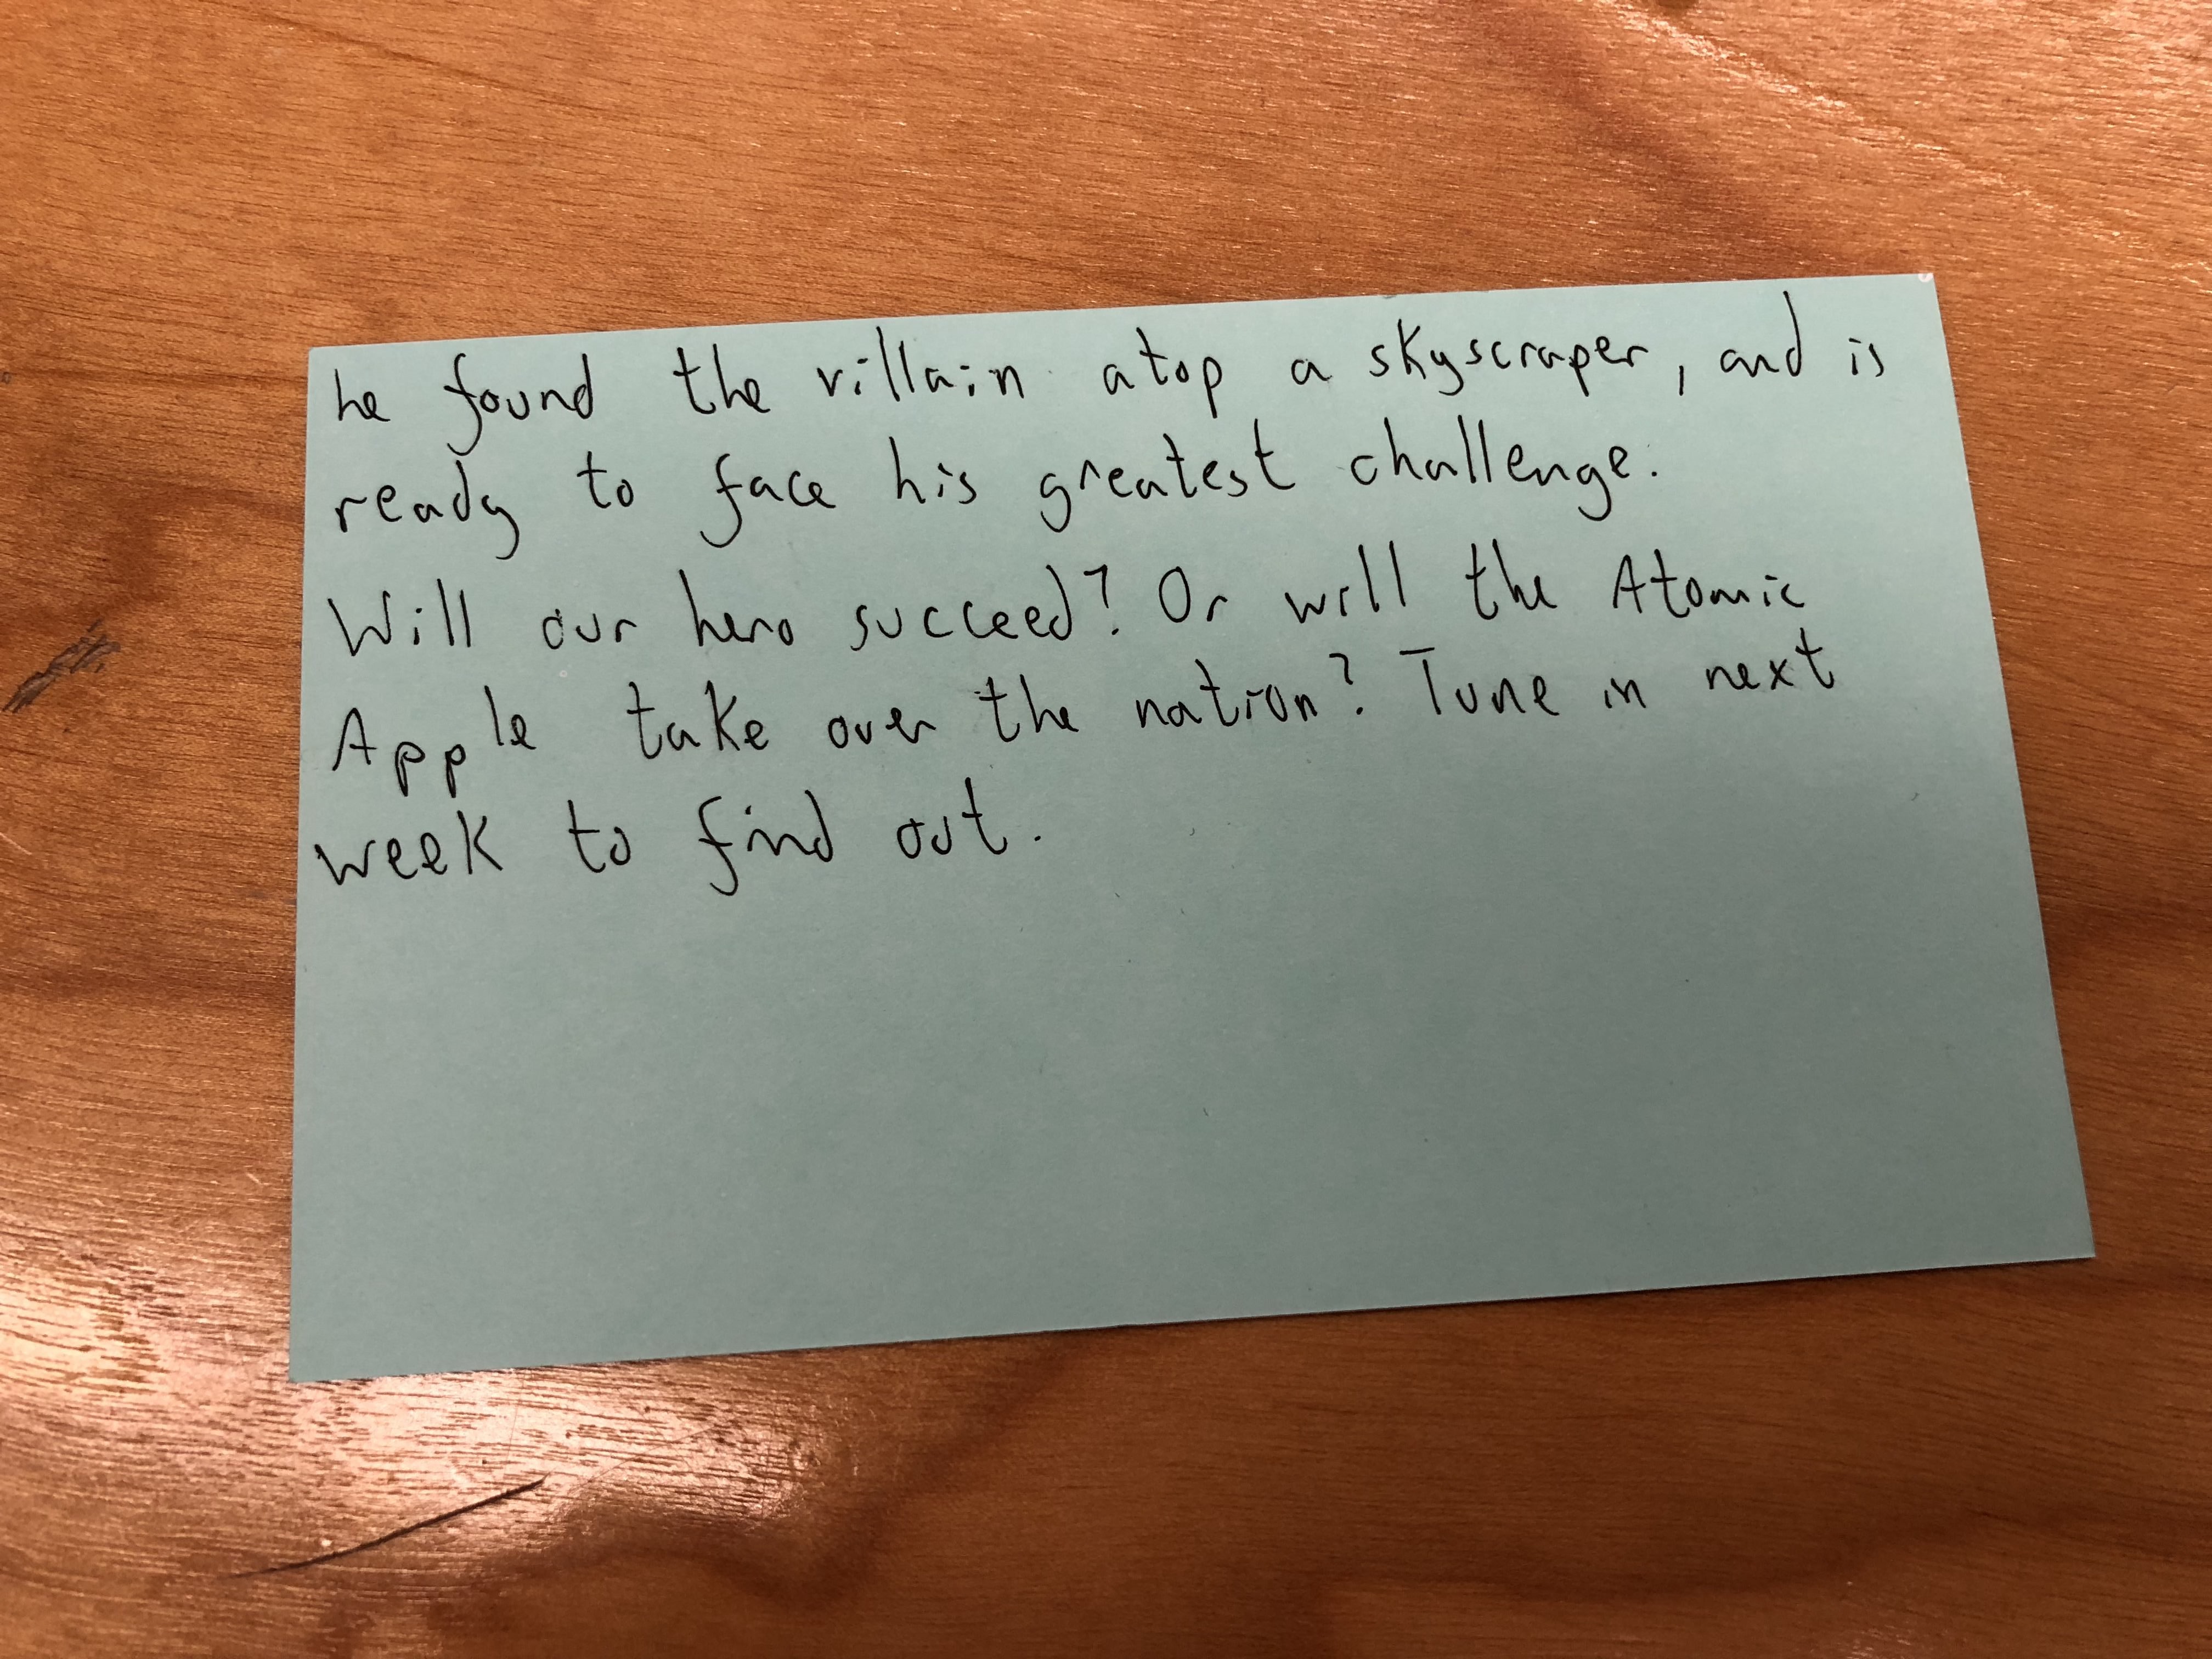 he found the villain atop a skyscraper, and is
ready to face his greatest challenge.
Will our hero succeed? Or will the Atomic
Apple take over the nation? Tune in next
week to find out.